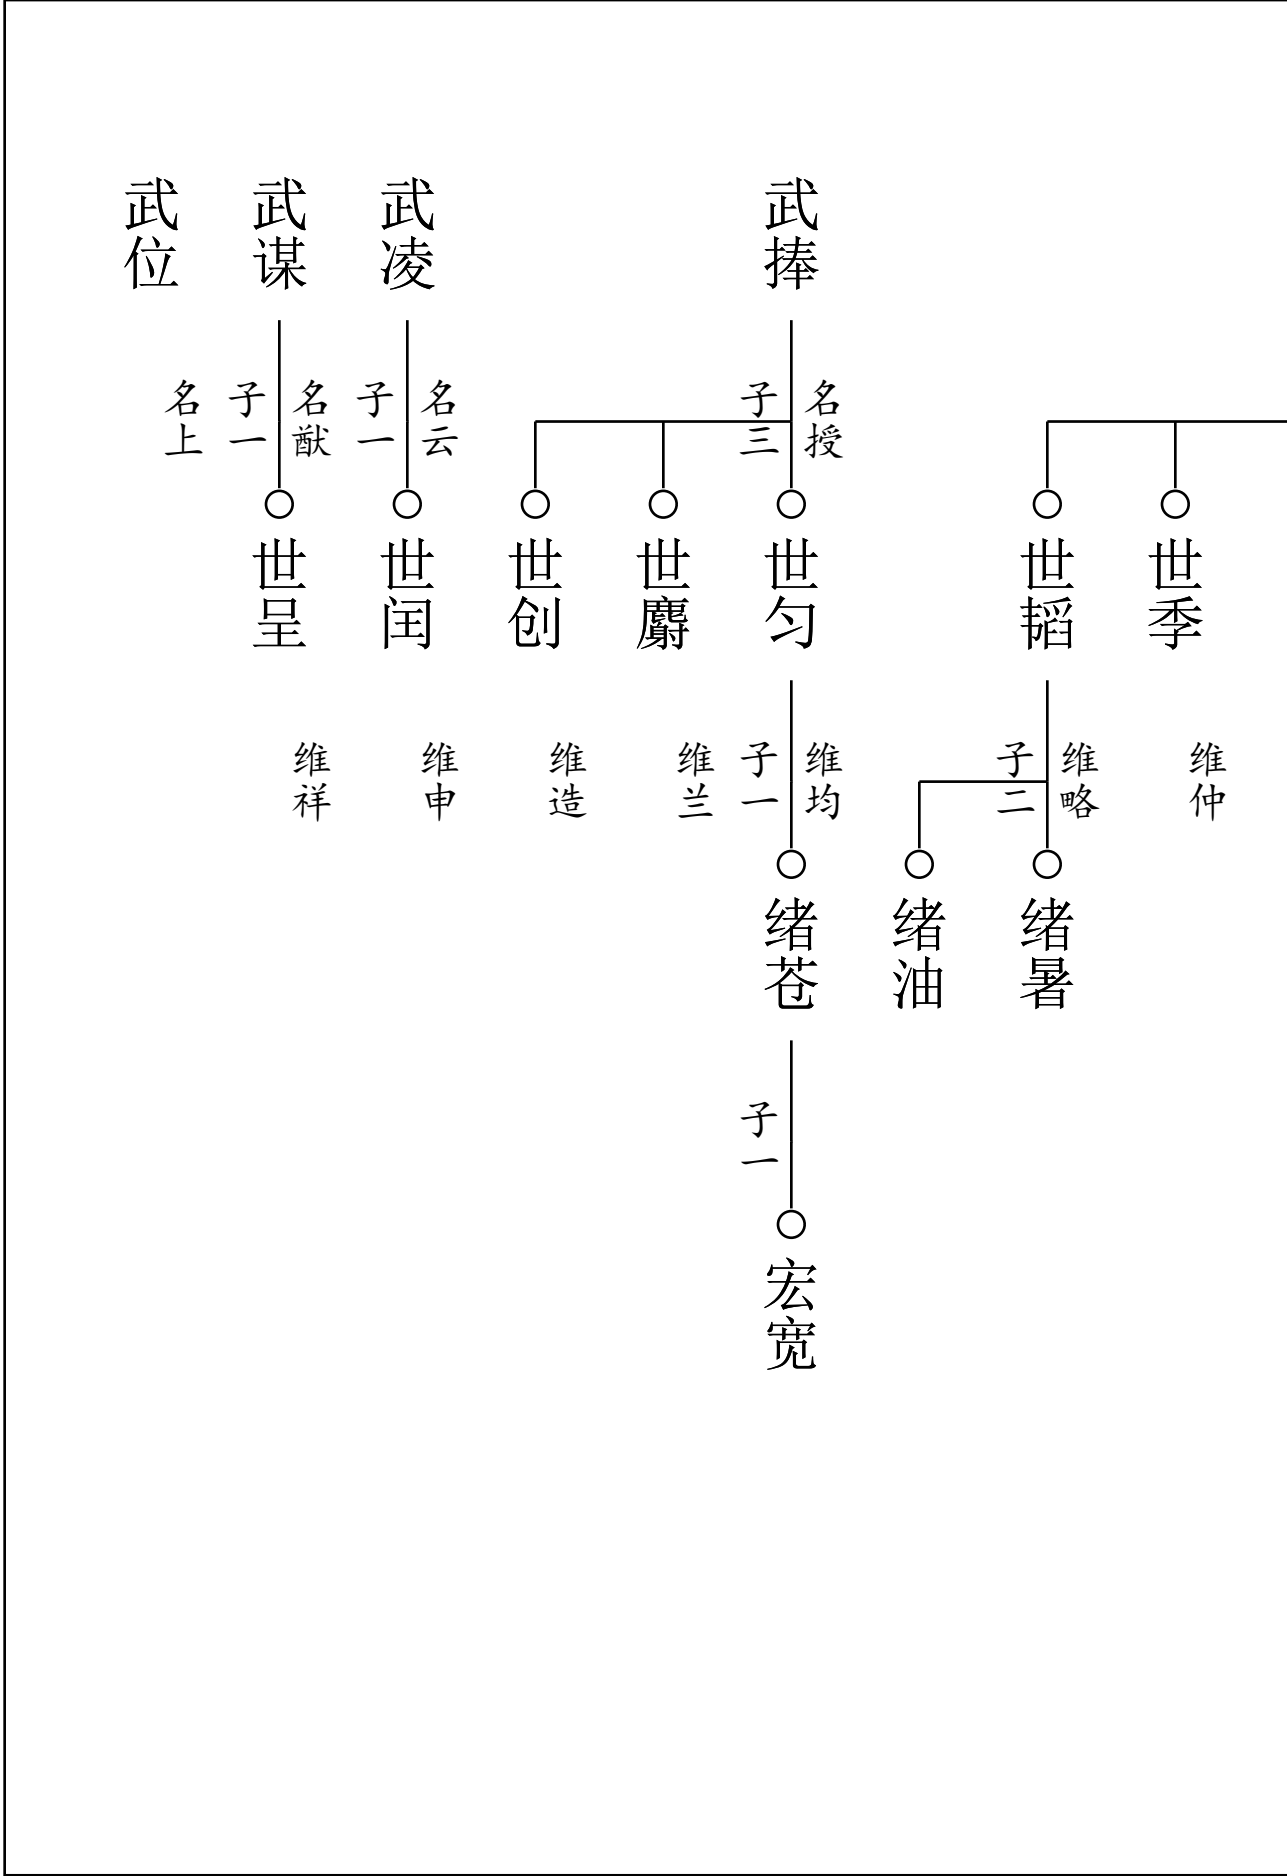 武捧
武凌
武谋
武位
名授
子三
名云
子一
名猷
子一
名上
世季
世韬
世匀
世麝
世创
世闰
世呈
维仲
维略
子二
维均
子一
维兰
维造
维申
维祥
绪暑
绪油
绪苍
子一
宏宽